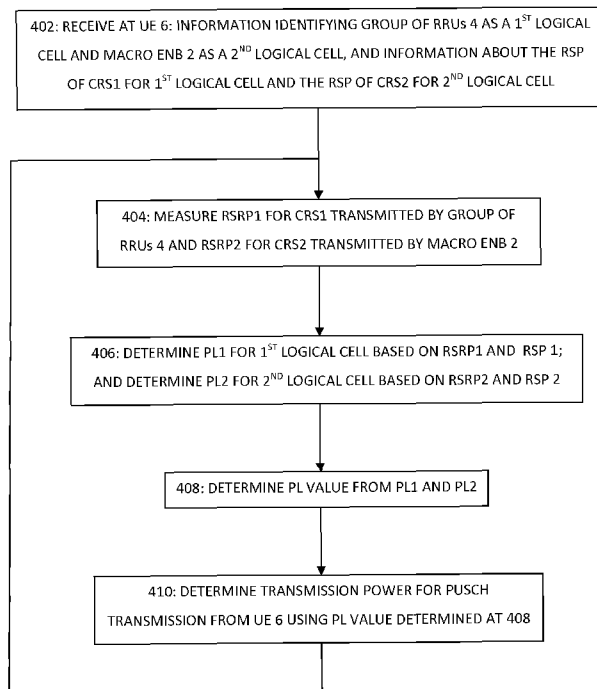 402: RECEIVE AT UE 6: INFORMATION IDENTIFYING GROUP OF RRUs 4 AS A 1ST LOGICAL
CELL AND MACRO ENB 2 AS A 2ND LOGICAL CELL, AND INFORMATION ABOUT THE RSP
OF CRS1 FOR 1ST LOGICAL CELL AND THE RSP OF CRS2 FOR 2ND LOGICAL CELL
404: MEASURE RSRP1 FOR CRS1 TRANSMITTED BY GROUP OF
RRUs 4 AND RSRP2 FOR CRS2 TRANSMITTED BY MACRO ENB 2
406: DETERMINE PL1 FOR 1ST LOGICAL CELL BASED ON RSRP1 AND RSP 1;
AND DETERMINE PL2 FOR 2ND LOGICAL CELL BASED ON RSRP2 AND RSP 2
408: DETERMINE PL VALUE FROM PL1 AND PL2
410: DETERMINE TRANSMISSION POWER FOR PUSCH
TRANSMISSION FROM UE 6 USING PL VALUE DETERMINED AT 408